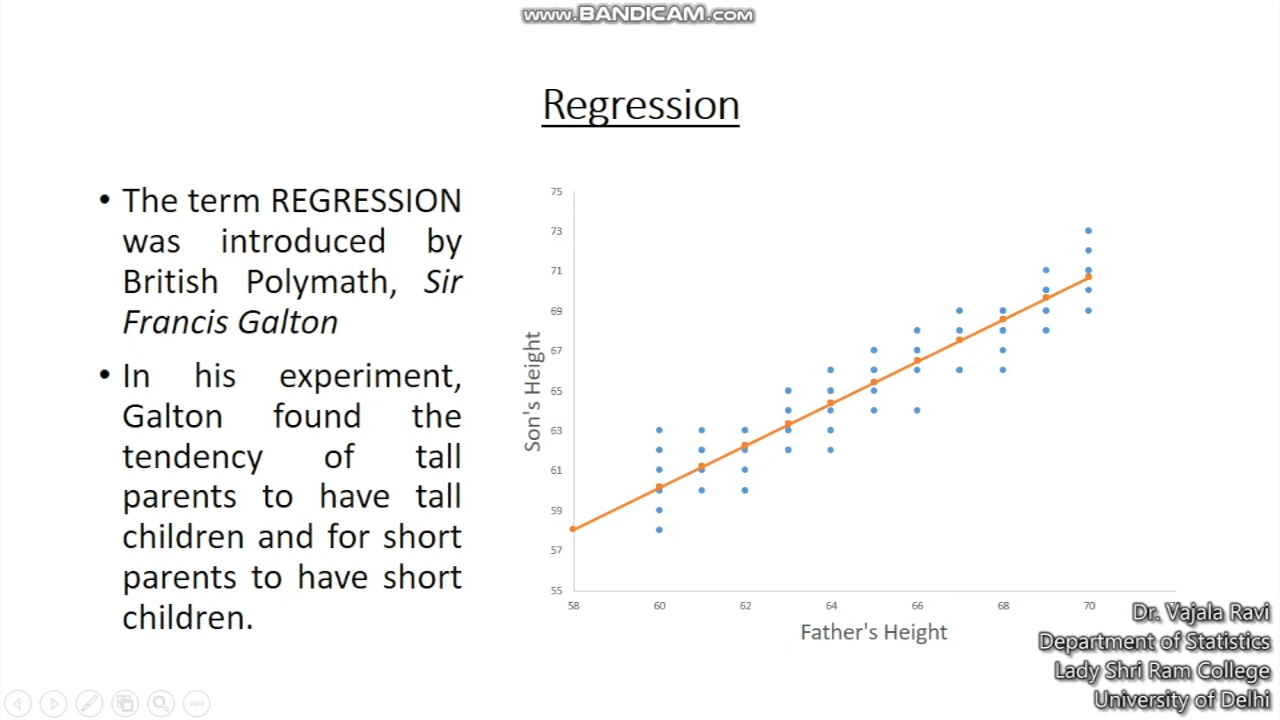 www.BANDICAM.com
Regression
• The term REGRESSION
was introduced by
British Polymath, Sir
Francis Galton
• In his experiment,
Galton found the
tendency of tall
parents to have tall
children and for short
parents to have short
children.
75
73
71
69
67
65
63
61
59
57
55
Son's Height
58 60 62 64 66 68 70
Father's Height
Dr. Vajala Ravi
Department of Statistics
Lady Shri Ram College
University of Delhi